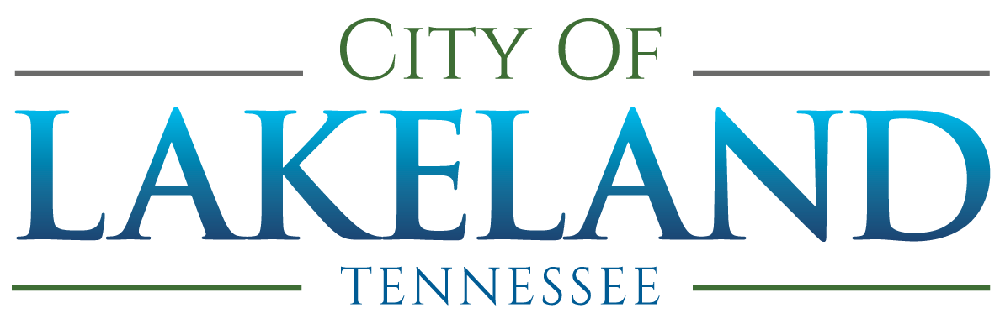 City Of
LAKELAND
TENNESSEE